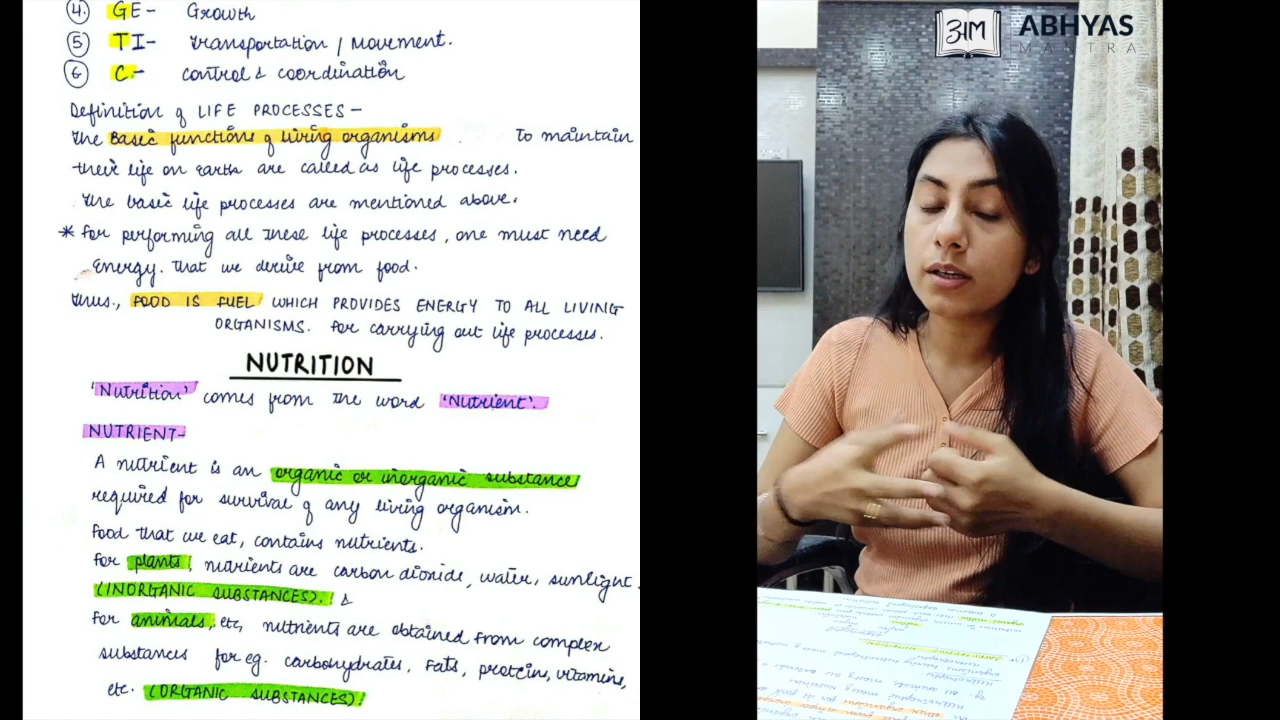 4) GE- Growth
5) TI- Transportation / Movement.
6) C- control & coordination
Definition of LIFE PROCESSES -
The Basic functions of living organisms To maintain
their life on earth are called as life processes.
The basic life processes are mentioned above.
* For performing all these life processes, one must need
Energy. That we derive from food.
Thus., FOOD IS FUEL WHICH PROVIDES ENERGY TO ALL LIVING
ORGANISMS. For carrying out life processes.
NUTRITION
'Nutrition' comes from the word 'Nutrient'.
NUTRIENT-
A nutrient is an organic or inorganic substance
required for survival of any living organism.
Food that we eat, contains nutrients.
For plants, nutrients are carbon dioxide, water, sunlight.
(INORGANIC SUBSTANCES). &
For animals, etc, nutrients are obtained from complex
substances for eg. carbohydrates, fats, proteins, vitamins,
etc. (ORGANIC SUBSTANCES).
अAM
ABHYAS
MANTRA